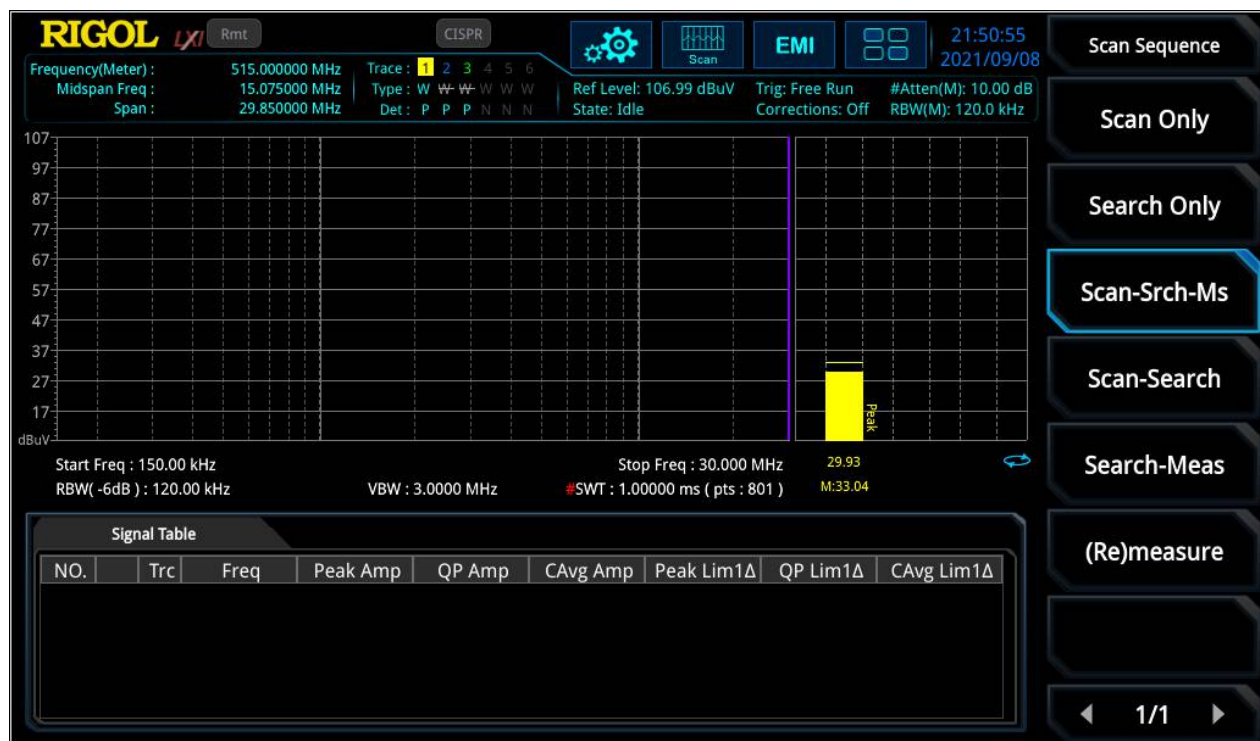 RIGOL LXI Rmt CISPR Scan EMI 21:50:55
2021/09/08
Frequency(Meter) : 515.000000 MHz Trace : 1 2 3 4 5 6
Midspan Freq : 15.075000 MHz Type : W W W W W W Ref Level: 106.99 dBuV Trig: Free Run #Atten(M): 10.00 dB
Span : 29.850000 MHz Det : P P P N N N State: Idle Corrections: Off RBW(M): 120.0 kHz
107
97
87
77
67
57
47
37
27
17
dBuV
Peak
Start Freq : 150.00 kHz Stop Freq : 30.000 MHz 29.93
RBW( -6dB ) : 120.00 kHz VBW : 3.0000 MHz #SWT : 1.00000 ms ( pts : 801 ) M:33.04
Signal Table
NO. Trc Freq Peak Amp QP Amp CAvg Amp Peak Lim1Δ QP Lim1Δ CAvg Lim1Δ
Scan Sequence
Scan Only
Search Only
Scan-Srch-Ms
Scan-Search
Search-Meas
(Re)measure
1/1